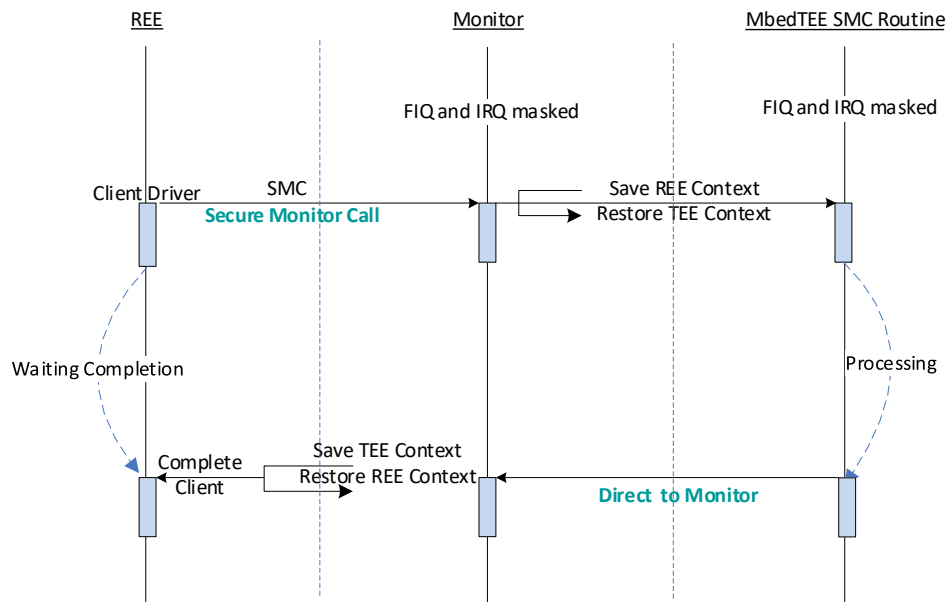 REE
Monitor
MbedTEE SMC Routine
FIQ and IRQ masked
FIQ and IRQ masked
Client Driver
SMC
Secure Monitor Call
Save REE Context
Restore TEE Context
Waiting Completion
Processing
Save TEE Context
Restore REE Context
Complete
Client
Direct to Monitor